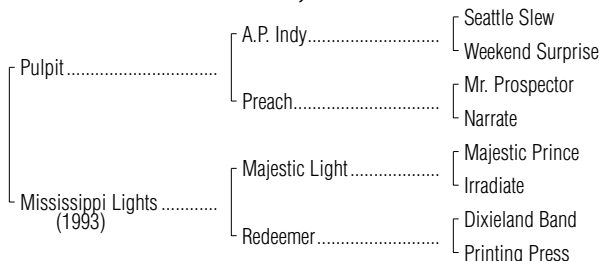 Seattle Slew
A.P. Indy........................
Weekend Surprise
Pulpit............................
Mr. Prospector
Preach..........................
Narrate
Majestic Prince
Majestic Light.................
Irradiate
Mississippi Lights...........
(1993)
Dixieland Band
Redeemer......................
Printing Press